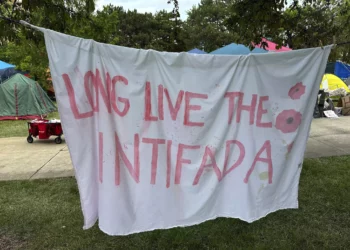 LONG LIVE THE
INTIFADA